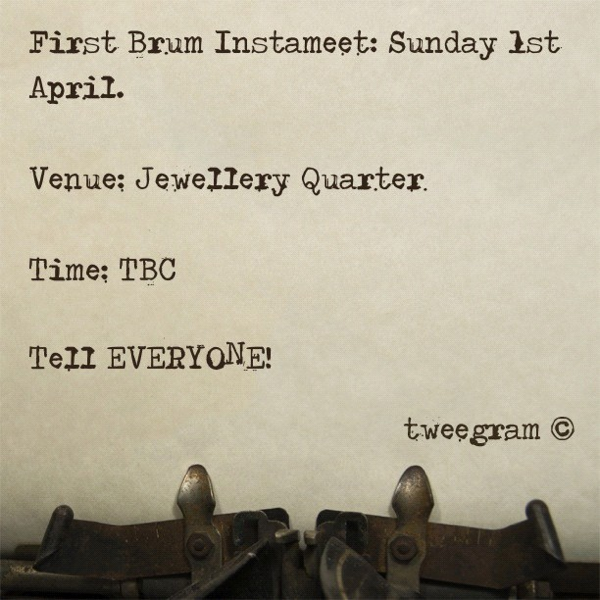 First Brum Instameet: Sunday 1st
April.
Venue: Jewellery Quarter
Time: TBC
Tell EVERYONE!
tweegram ©